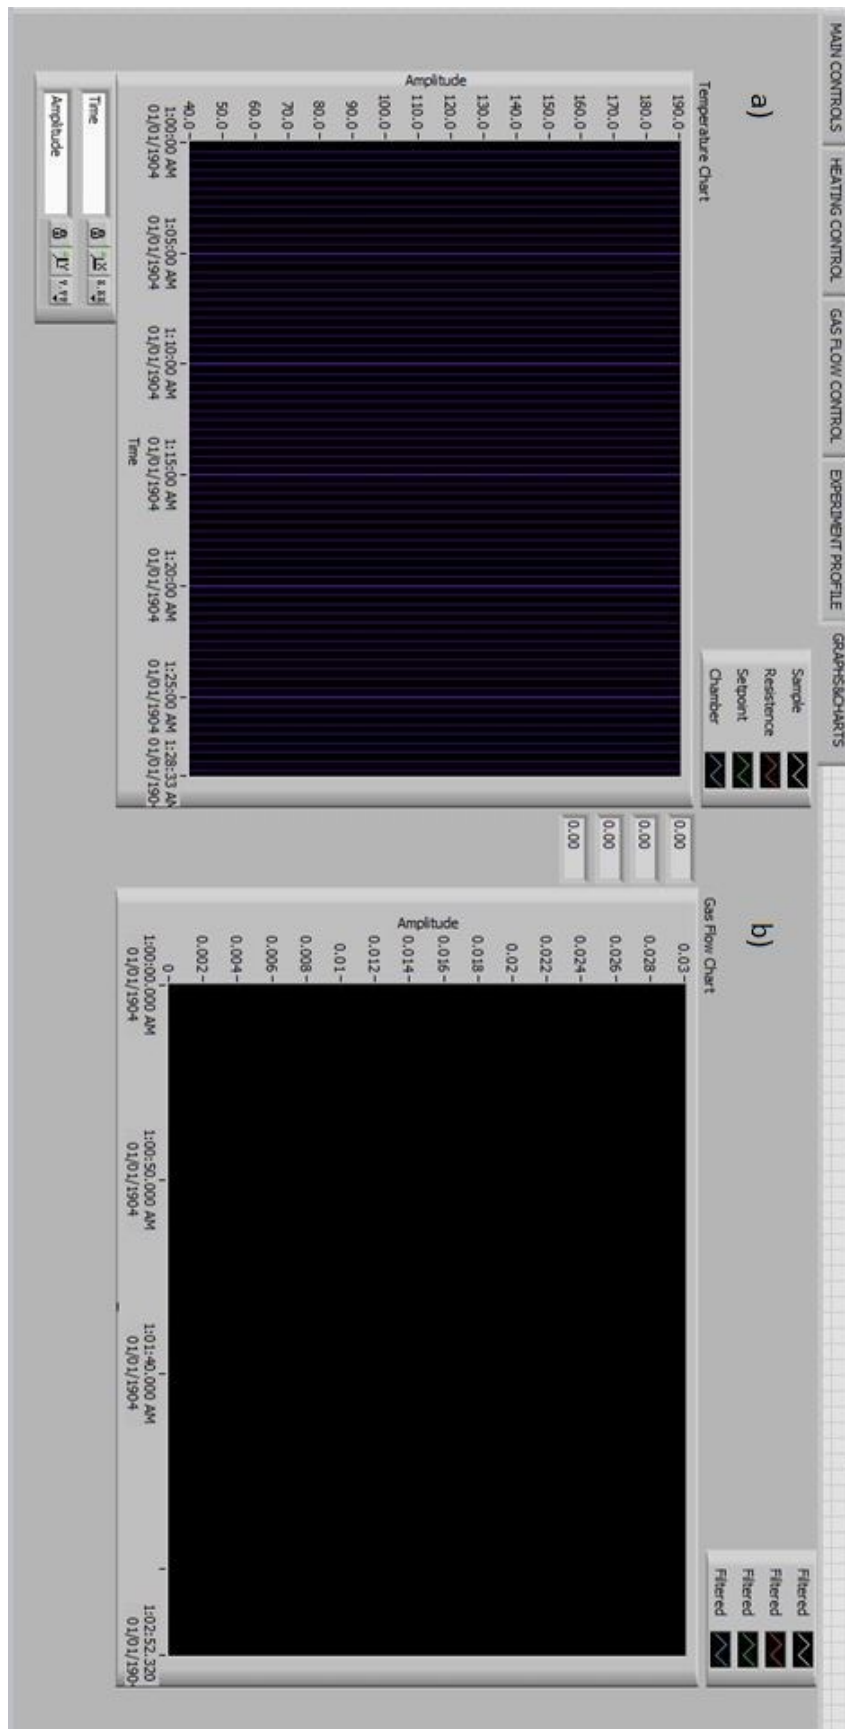 MAIN CONTROLS
HEATING CONTROL
GAS FLOW CONTROL
EXPERIMENT PROFILE
GRAPHS&CHARTS
a)
Temperature Chart
Sample
Resistence
Setpoint
Chamber
Amplitude
190.0
180.0
170.0
160.0
150.0
140.0
130.0
120.0
110.0
100.0
90.0
80.0
70.0
60.0
50.0
40.0
1:00:00 AM
01/01/1904
1:05:00 AM
01/01/1904
1:10:00 AM
01/01/1904
1:15:00 AM
01/01/1904
1:20:00 AM
01/01/1904
1:25:00 AM
01/01/1904
1:28:33 AM
01/01/190
Time
Time
Amplitude
0.00
0.00
0.00
0.00
b)
Gas Flow Chart
Filtered
Filtered
Filtered
Filtered
Amplitude
0.03
0.028
0.026
0.024
0.022
0.02
0.018
0.016
0.014
0.012
0.01
0.008
0.006
0.004
0.002
0
1:00:00.000 AM
01/01/1904
1:00:50.000 AM
01/01/1904
1:01:40.000 AM
01/01/1904
1:02:52.320
01/01/190